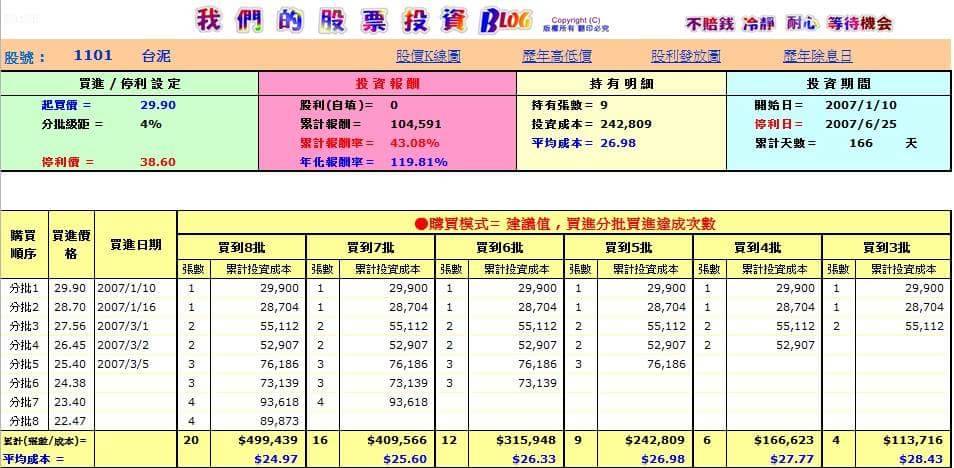 我們的股票投資BLOG Copyright (C) 版權所有 翻印必究 不賠錢 冷靜 耐心 等待機会
股號： 1101 台泥 股價K線圖 歷年高低價 股利發放圖 歷年除息日
買進 / 停利 設定 投資報酬 持有明細 投資期間
起買價 = 29.90 股利(自填)= 0 持有張數= 9 開始日= 2007/1/10
分批級距 = 4% 累計報酬= 104,591 投資成本= 242,809 停利日= 2007/6/25
累計報酬率= 43.08% 平均成本= 26.98 累計天數= 166 天
停利價 = 38.60 年化報酬率= 119.81%
購買順序 買進價格 買進日期 ●購買模式= 建議值，買進分批買進達成次數
買到8批 買到7批 買到6批 買到5批 買到4批 買到3批
張數 累計投資成本 張數 累計投資成本 張數 累計投資成本 張數 累計投資成本 張數 累計投資成本 張數 累計投資成本
分批1 29.90 2007/1/10 1 29,900 1 29,900 1 29,900 1 29,900 1 29,900 1 29,900
分批2 28.70 2007/1/16 1 28,704 1 28,704 1 28,704 1 28,704 1 28,704 1 28,704
分批3 27.56 2007/3/1 2 55,112 2 55,112 2 55,112 2 55,112 2 55,112 2 55,112
分批4 26.45 2007/3/2 2 52,907 2 52,907 2 52,907 2 52,907 2 52,907
分批5 25.40 2007/3/5 3 76,186 3 76,186 3 76,186 3 76,186
分批6 24.38 3 73,139 3 73,139 3 73,139
分批7 23.40 4 93,618 4 93,618
分批8 22.47 4 89,873
累計(張數/成本)= 20 $499,439 16 $409,566 12 $315,948 9 $242,809 6 $166,623 4 $113,716
平均成本 = $24.97 $25.60 $26.33 $26.98 $27.77 $28.43